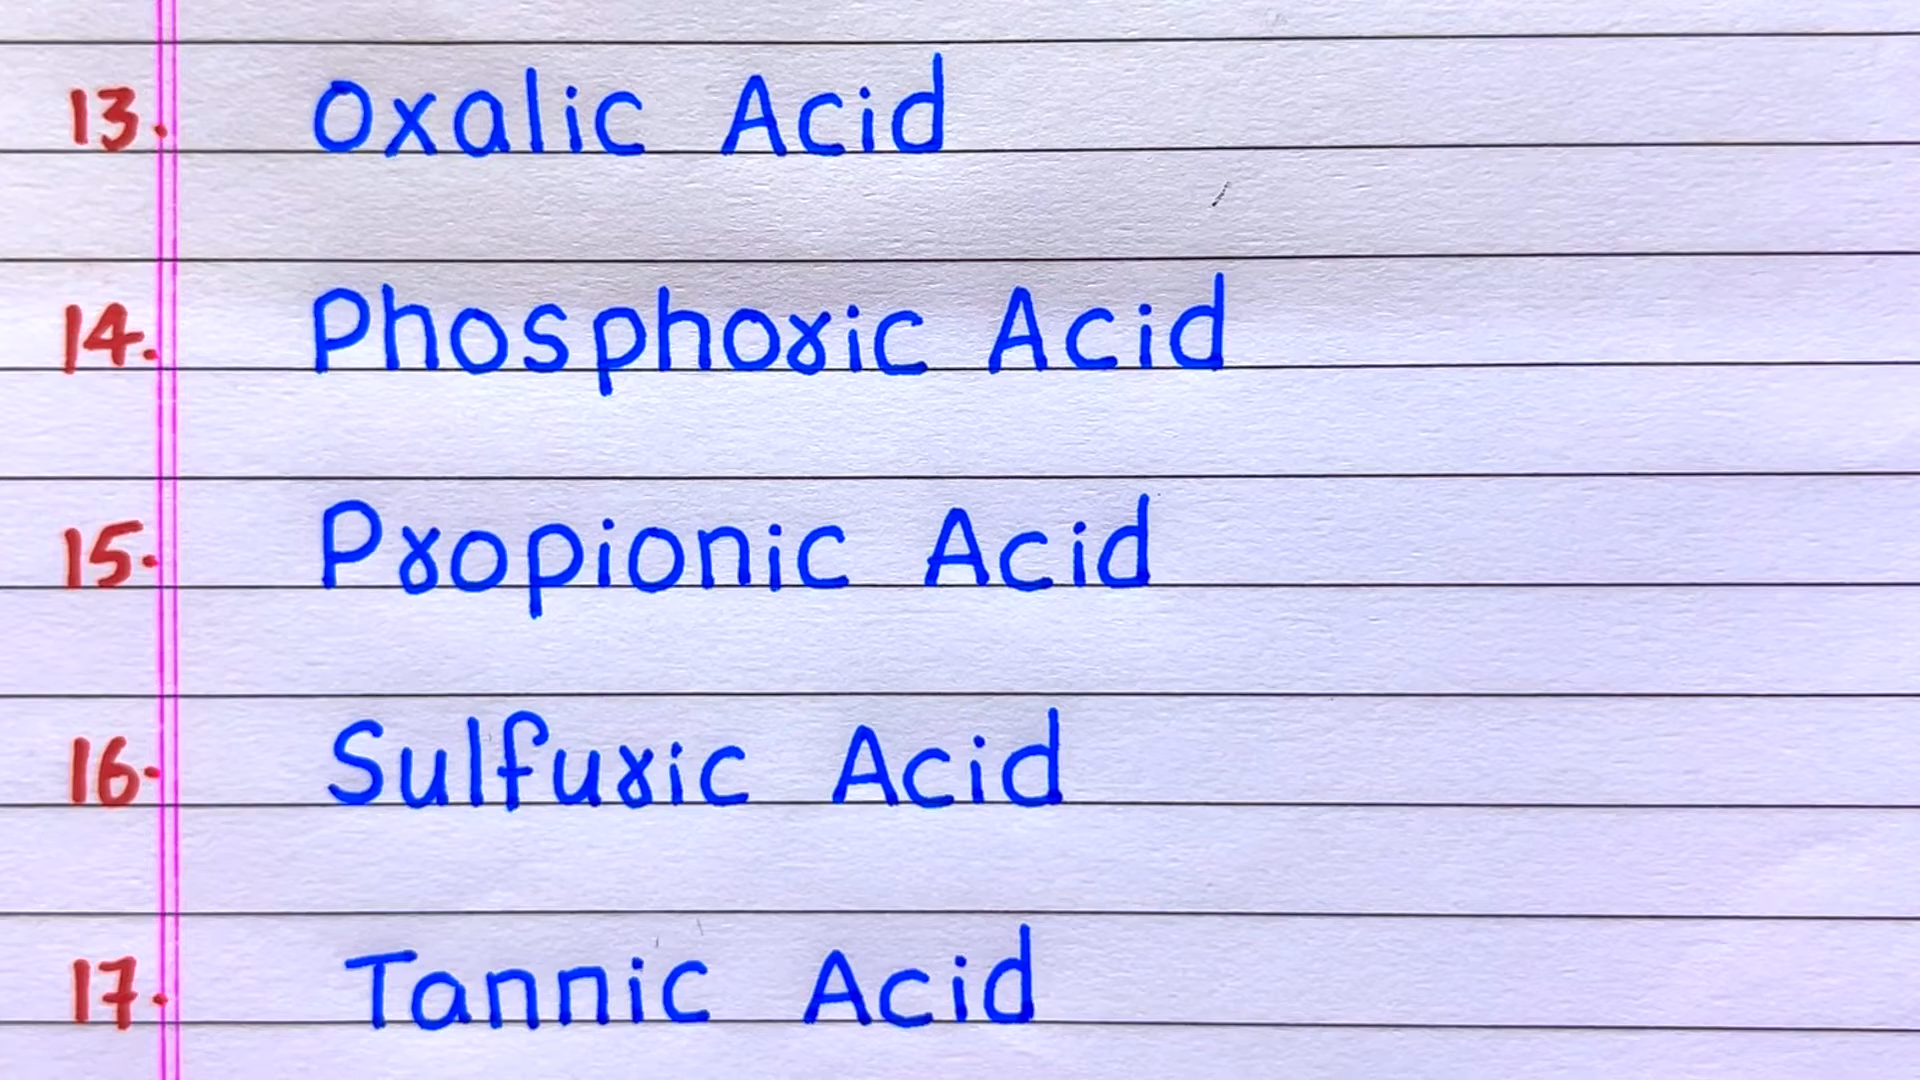 13. Oxalic Acid
14. Phosphoric Acid
15. Propionic Acid
16. Sulfuric Acid
17. Tannic Acid